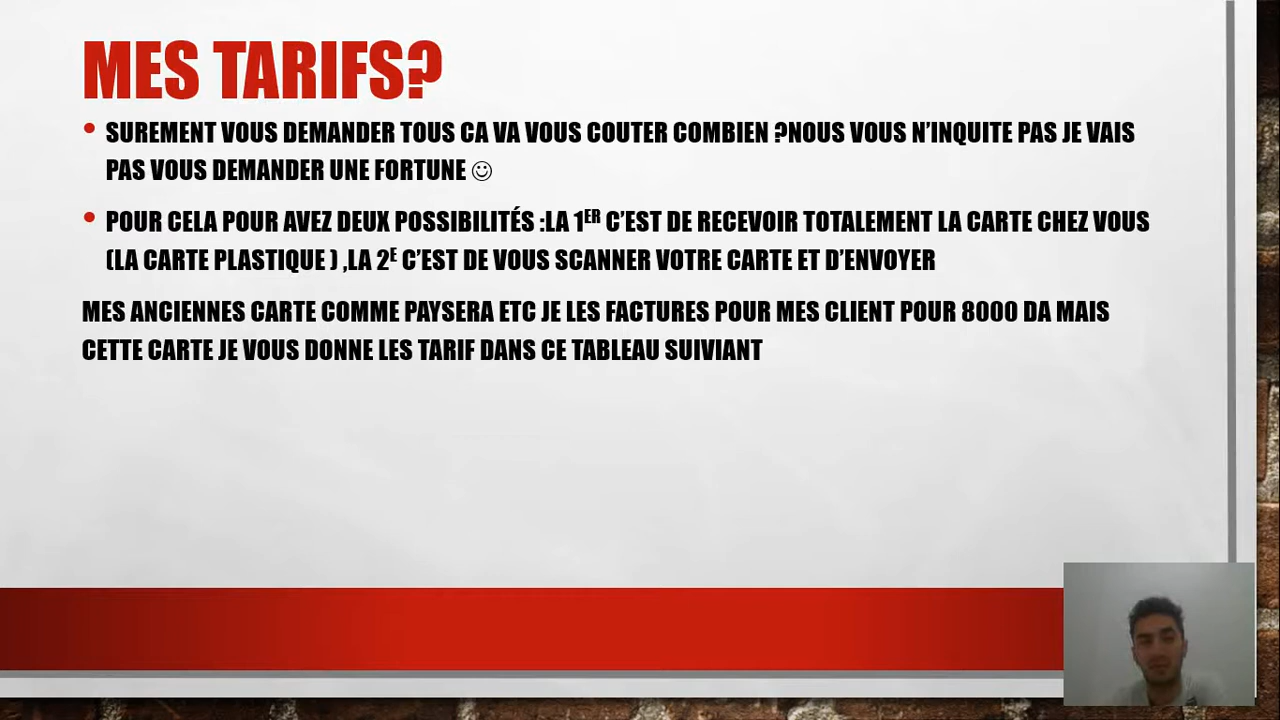 MES TARIFS?
• SUREMENT VOUS DEMANDER TOUS CA VA VOUS COUTER COMBIEN ?NOUS VOUS N'INQUITE PAS JE VAIS
PAS VOUS DEMANDER UNE FORTUNE ☺
• POUR CELA POUR AVEZ DEUX POSSIBILITÉS :LA 1ER C'EST DE RECEVOIR TOTALEMENT LA CARTE CHEZ VOUS
(LA CARTE PLASTIQUE ) ,LA 2E C'EST DE VOUS SCANNER VOTRE CARTE ET D'ENVOYER
MES ANCIENNES CARTE COMME PAYSERA ETC JE LES FACTURES POUR MES CLIENT POUR 8000 DA MAIS
CETTE CARTE JE VOUS DONNE LES TARIF DANS CE TABLEAU SUIVIANT